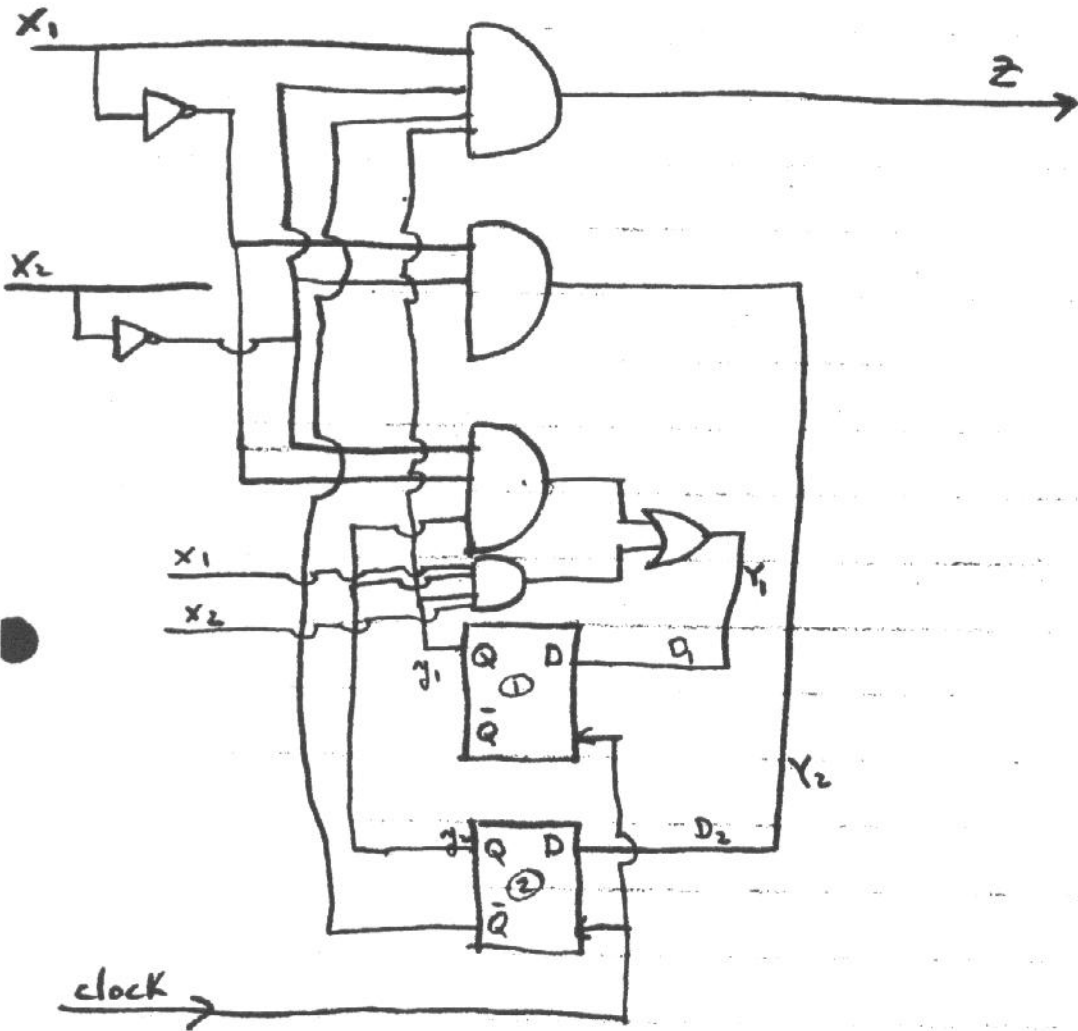 X₁
Z
X₂
X₁
Y₁
X₂
D₁
y₁
Q D
①
Q̄
Y₂
D₂
y₂
Q D
②
Q̄
clock